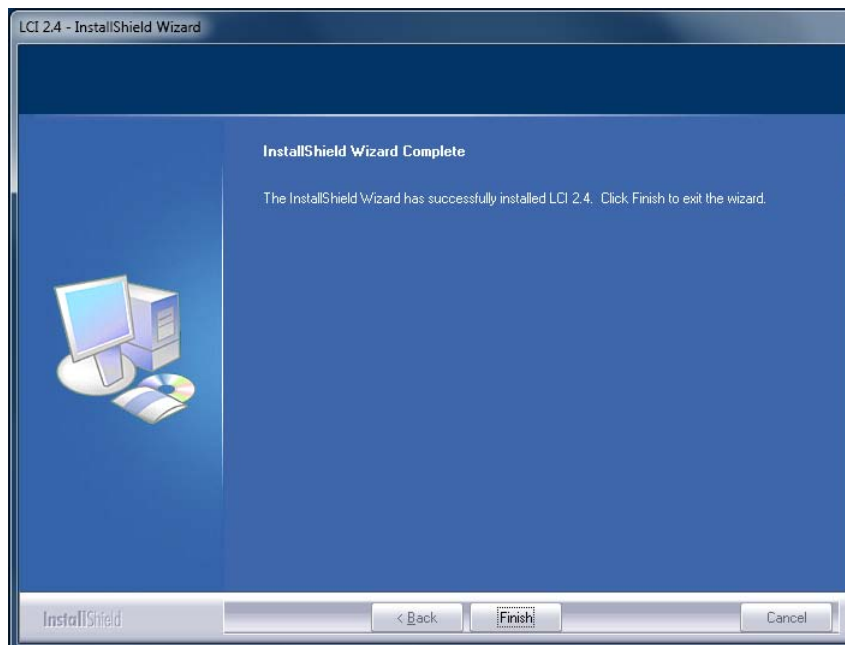 LCI 2.4 - InstallShield Wizard
InstallShield Wizard Complete
The InstallShield Wizard has successfully installed LCI 2.4. Click Finish to exit the wizard.
InstallShield
< Back
Finish
Cancel